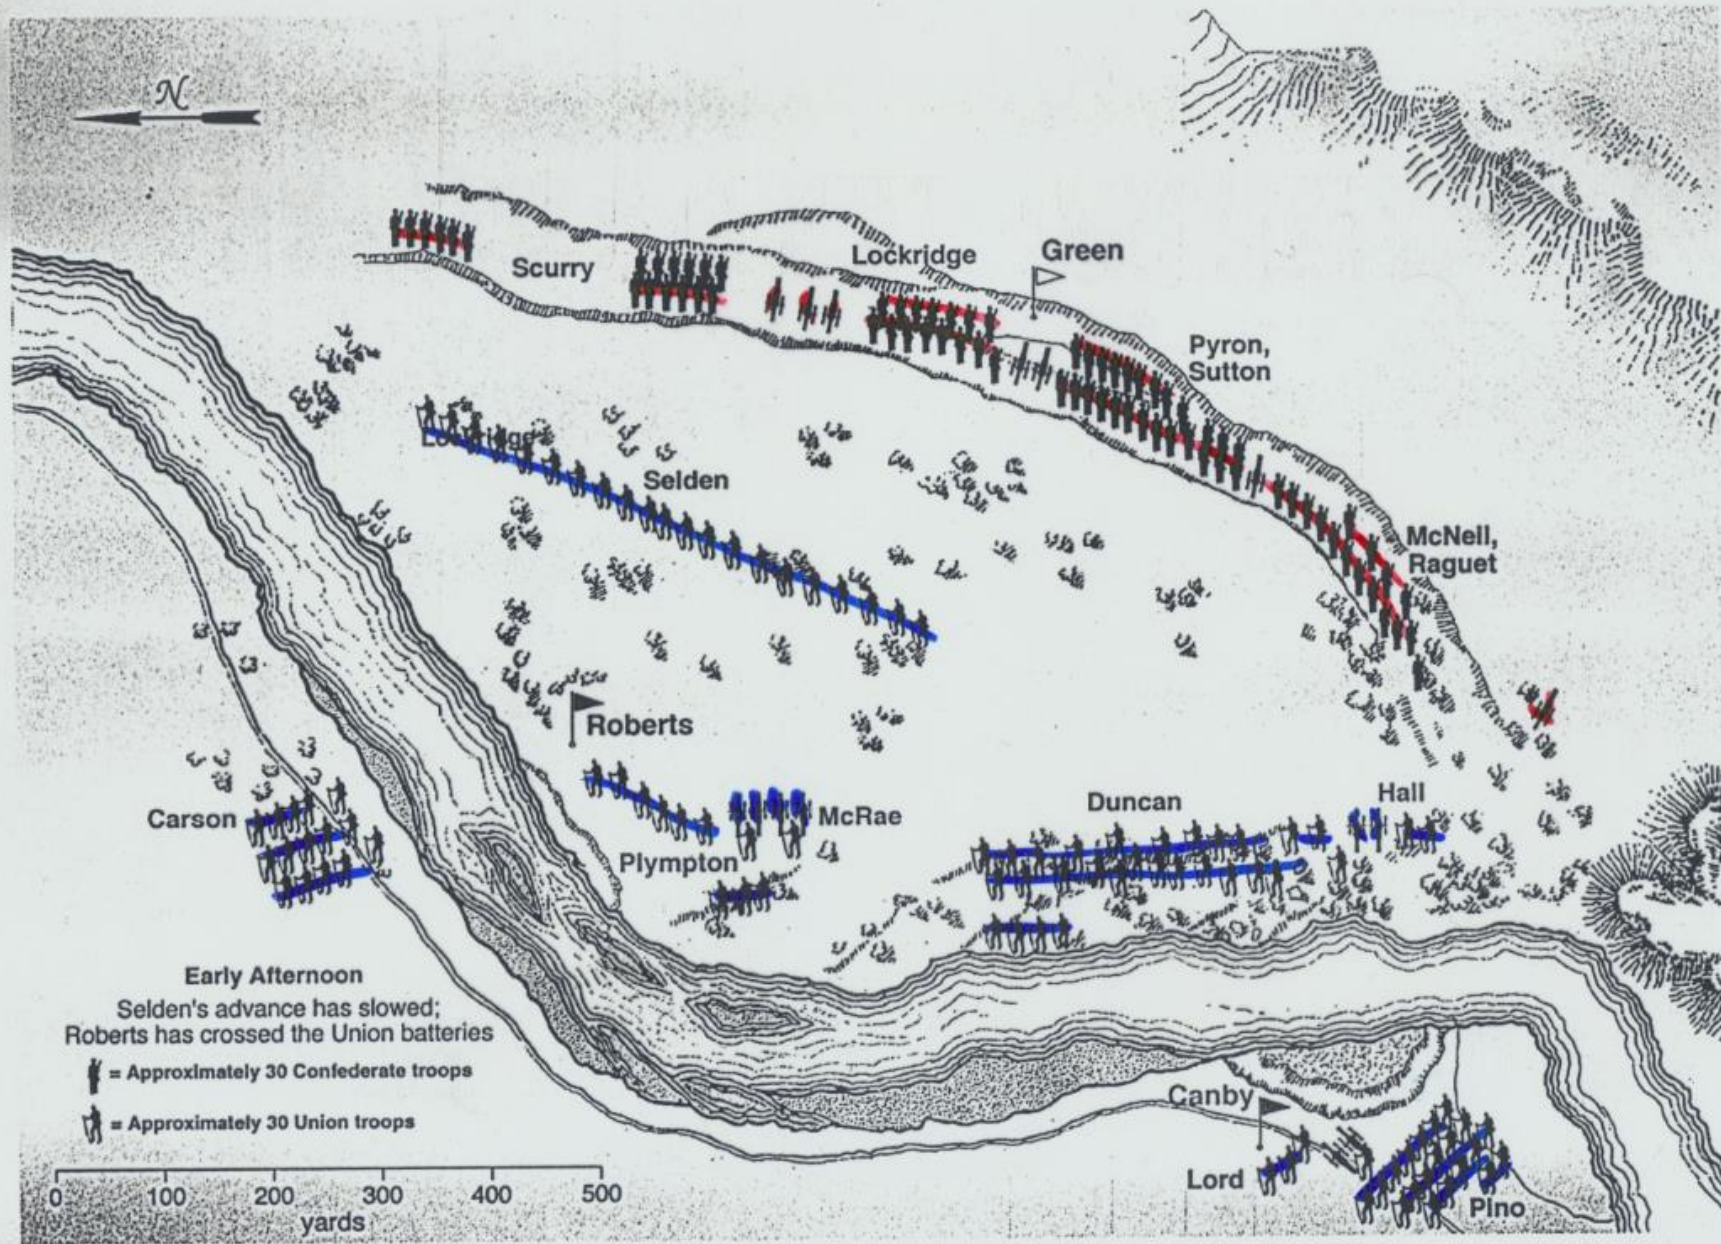 N
Lockridge
Green
Scurry
Pyron,
Sutton
Lockridge
Selden
McNeil,
Raguet
Roberts
Carson
McRae
Plympton
Duncan
Hall
Early Afternoon
Selden's advance has slowed;
Roberts has crossed the Union batteries
= Approximately 30 Confederate troops
= Approximately 30 Union troops
Canby
Lord
Pino
0 100 200 300 400 500
yards